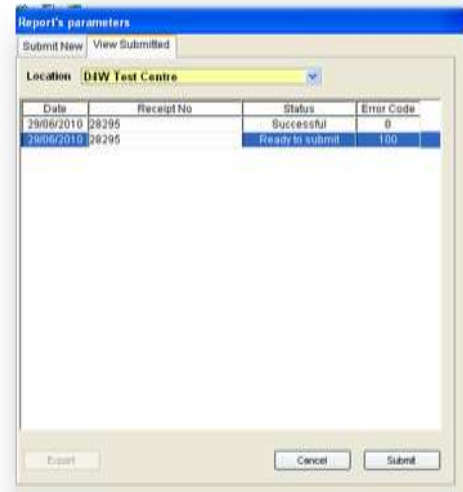 Report's parameters
Submit New View Submitted
Location D4W Test Centre
Date Receipt No Status Error Code
29/06/2010 28295 Successful 0
29/06/2010 28295 Ready to submit 100
Export Cancel Submit